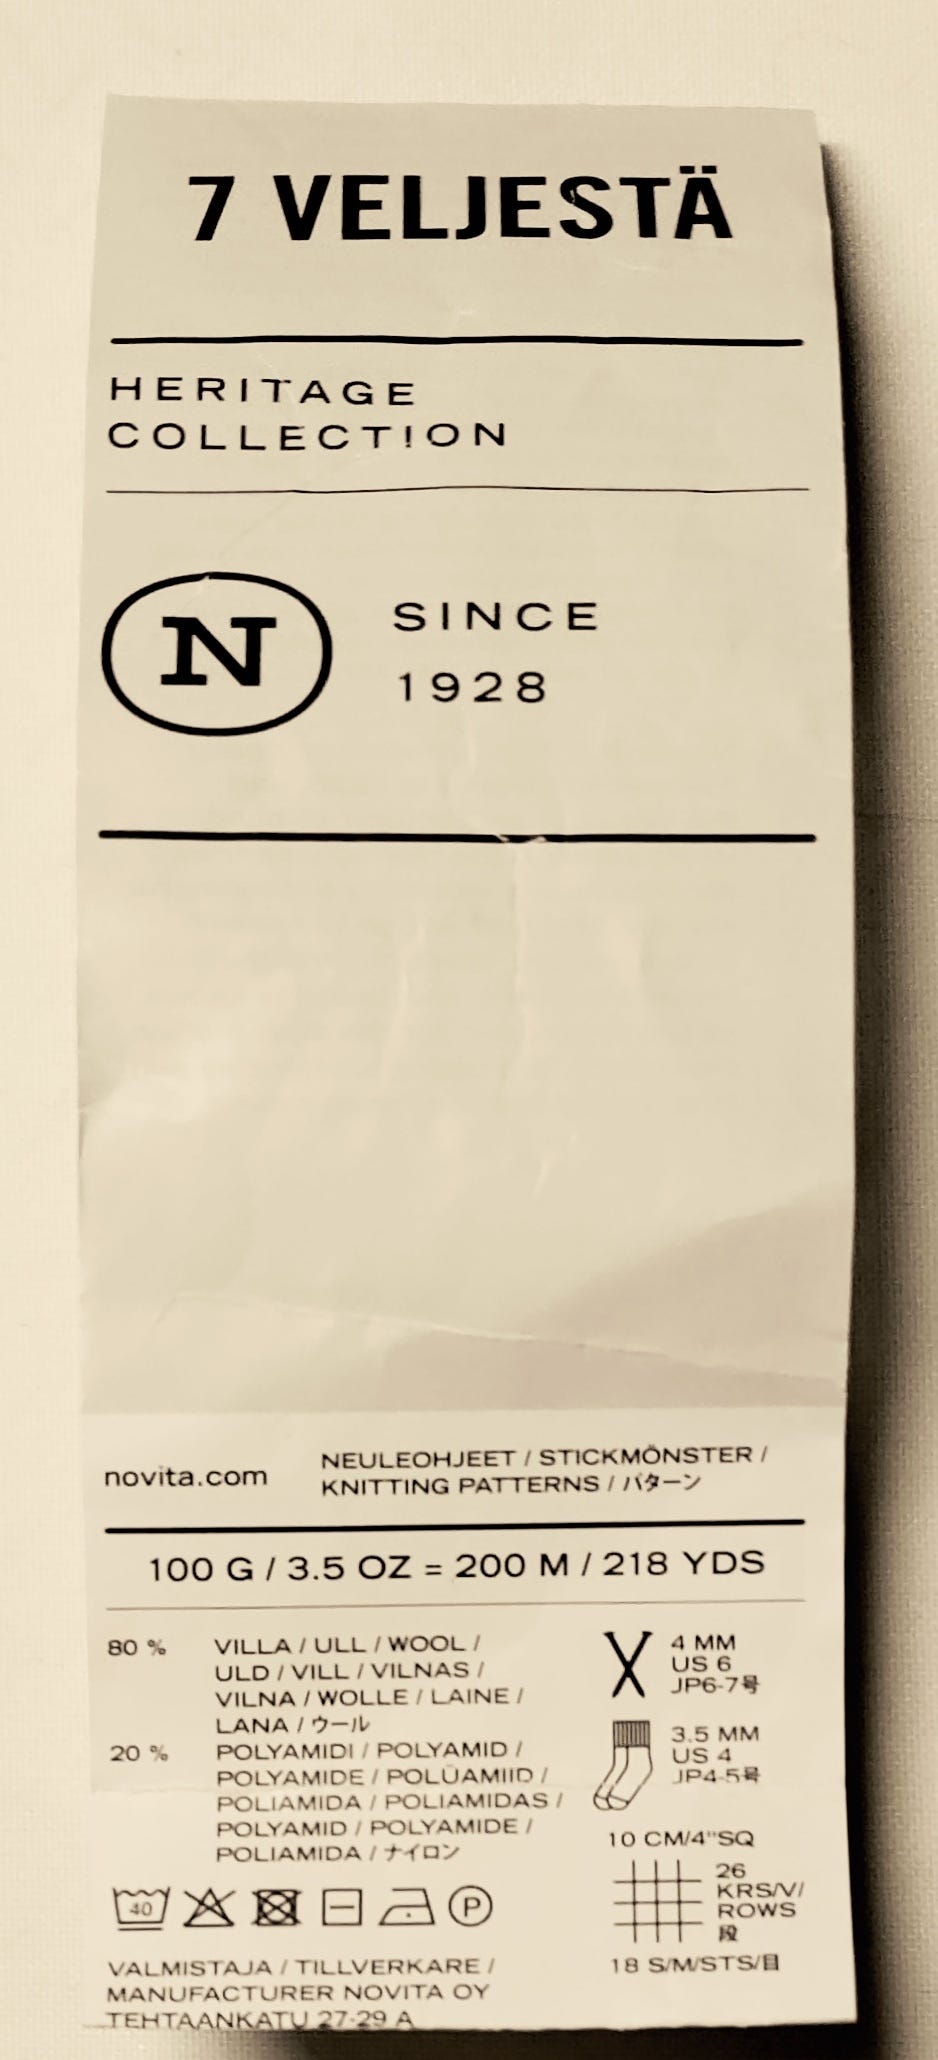 7 VELJESTÄ
HERITAGE
COLLECTION
N
SINCE
1928
novita.com
NEULEOHJEET / STICKMÖNSTER /
KNITTING PATTERNS / パターン
100 G / 3.5 OZ = 200 M / 218 YDS
80 %
VILLA / ULL / WOOL /
ULD / VILL / VILNAS /
VILNA / WOLLE / LAINE /
LANA / ウール
20 %
POLYAMIDI / POLYAMID /
POLYAMIDE / POLÜAMIID /
POLIAMIDA / POLIAMIDAS /
POLYAMID / POLYAMIDE /
POLIAMIDA / ナイロン
4 MM
US 6
JP6-7号
3.5 MM
US 4
JP4-5号
10 CM/4"SQ
26
KRS/V/
ROWS
段
18 S/M/STS/目
40
P
VALMISTAJA / TILLVERKARE /
MANUFACTURER NOVITA OY
TEHTAANKATU 27-29 A